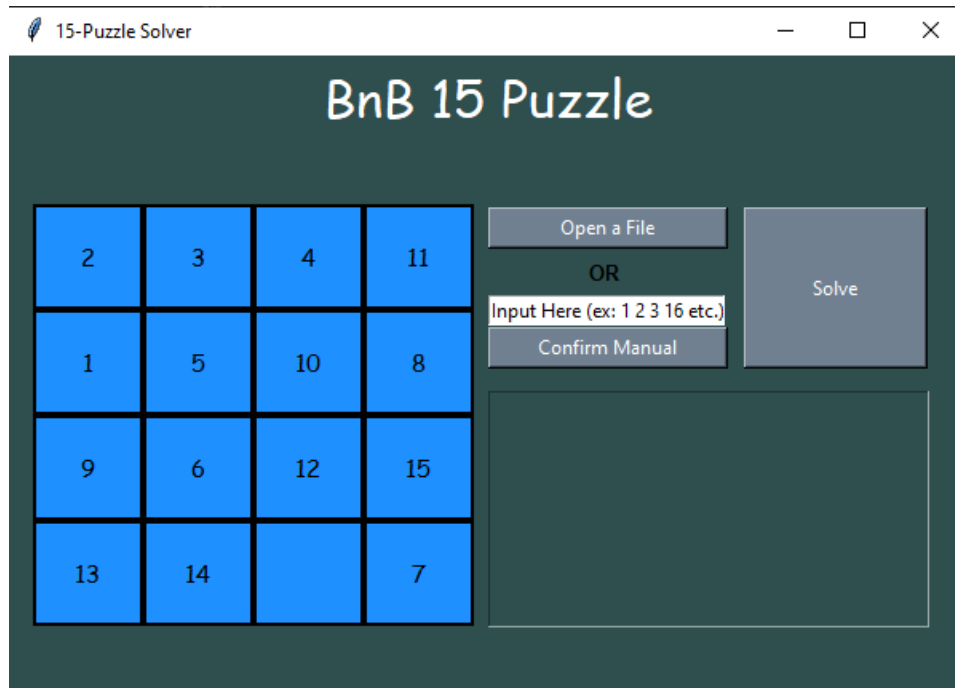 15-Puzzle Solver
BnB 15 Puzzle
2 3 4 11
1 5 10 8
9 6 12 15
13 14 7
Open a File
OR
Input Here (ex: 1 2 3 16 etc.)
Confirm Manual
Solve